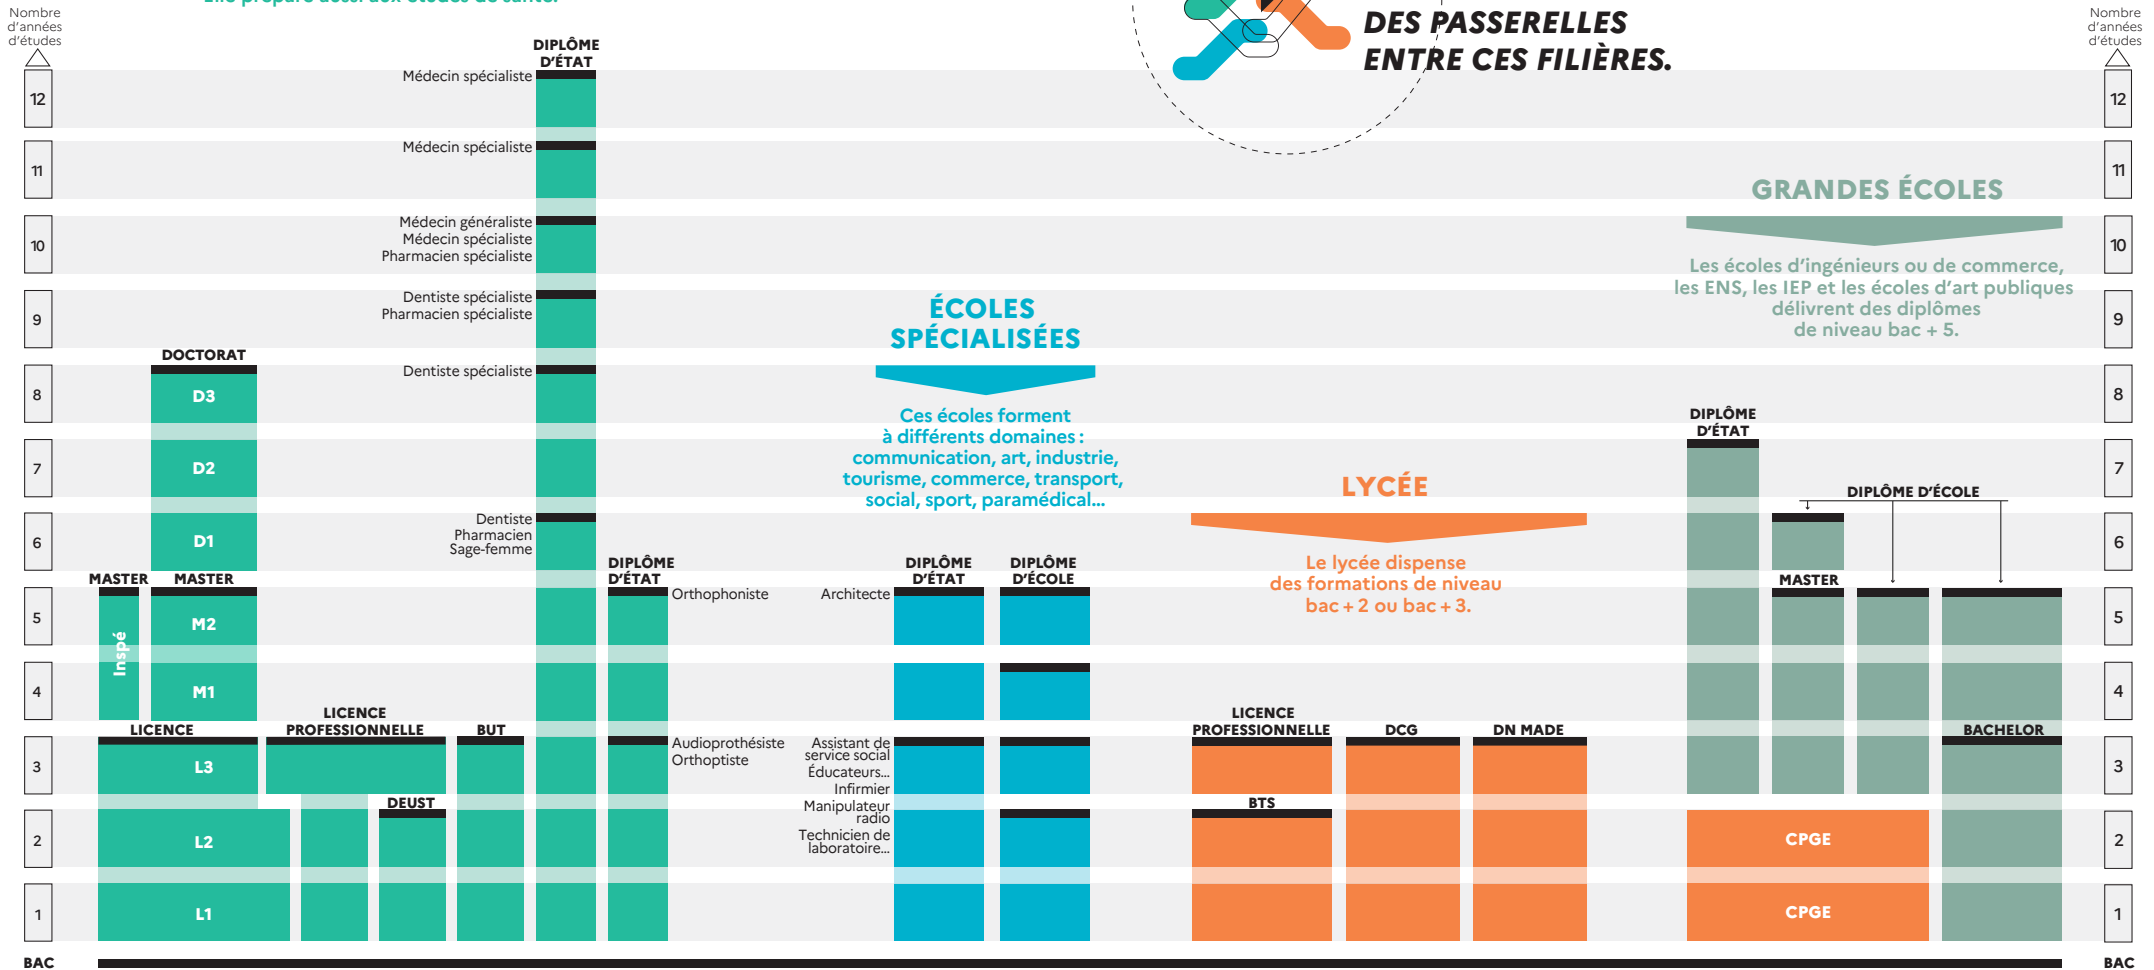 Elle prépare aussi aux études de santé.
DES PASSERELLES
ENTRE CES FILIÈRES.
Nombre
d'années
d'études
Nombre
d'années
d'études
12
11
10
9
8
7
6
5
4
3
2
1
BAC
DIPLÔME
D'ÉTAT
Médecin spécialiste
Médecin spécialiste
Médecin généraliste
Médecin spécialiste
Pharmacien spécialiste
Dentiste spécialiste
Pharmacien spécialiste
Dentiste spécialiste
Dentiste
Pharmacien
Sage-femme
DOCTORAT
D3
D2
D1
MASTER
MASTER
Inspé
M2
M1
LICENCE
L3
L2
L1
LICENCE
PROFESSIONNELLE
DEUST
BUT
DIPLÔME
D'ÉTAT
Orthophoniste
Audioprothésiste
Orthoptiste
ÉCOLES
SPÉCIALISÉES
Ces écoles forment
à différents domaines :
communication, art, industrie,
tourisme, commerce, transport,
social, sport, paramédical...
DIPLÔME
D'ÉTAT
DIPLÔME
D'ÉCOLE
Architecte
Assistant de
service social
Éducateurs...
Infirmier
Manipulateur
radio
Technicien de
laboratoire...
LYCÉE
Le lycée dispense
des formations de niveau
bac + 2 ou bac + 3.
LICENCE
PROFESSIONNELLE
BTS
DCG
DN MADE
GRANDES ÉCOLES
Les écoles d'ingénieurs ou de commerce,
les ENS, les IEP et les écoles d'art publiques
délivrent des diplômes
de niveau bac + 5.
DIPLÔME
D'ÉTAT
DIPLÔME D'ÉCOLE
MASTER
BACHELOR
CPGE
CPGE
12
11
10
9
8
7
6
5
4
3
2
1
BAC